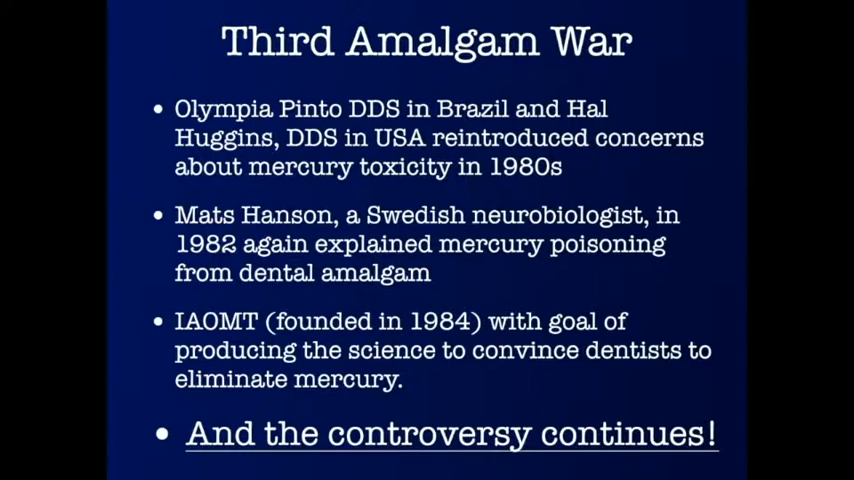 Third Amalgam War
• Olympia Pinto DDS in Brazil and Hal
Huggins, DDS in USA reintroduced concerns
about mercury toxicity in 1980s
• Mats Hanson, a Swedish neurobiologist, in
1982 again explained mercury poisoning
from dental amalgam
• IAOMT (founded in 1984) with goal of
producing the science to convince dentists to
eliminate mercury.
• And the controversy continues!